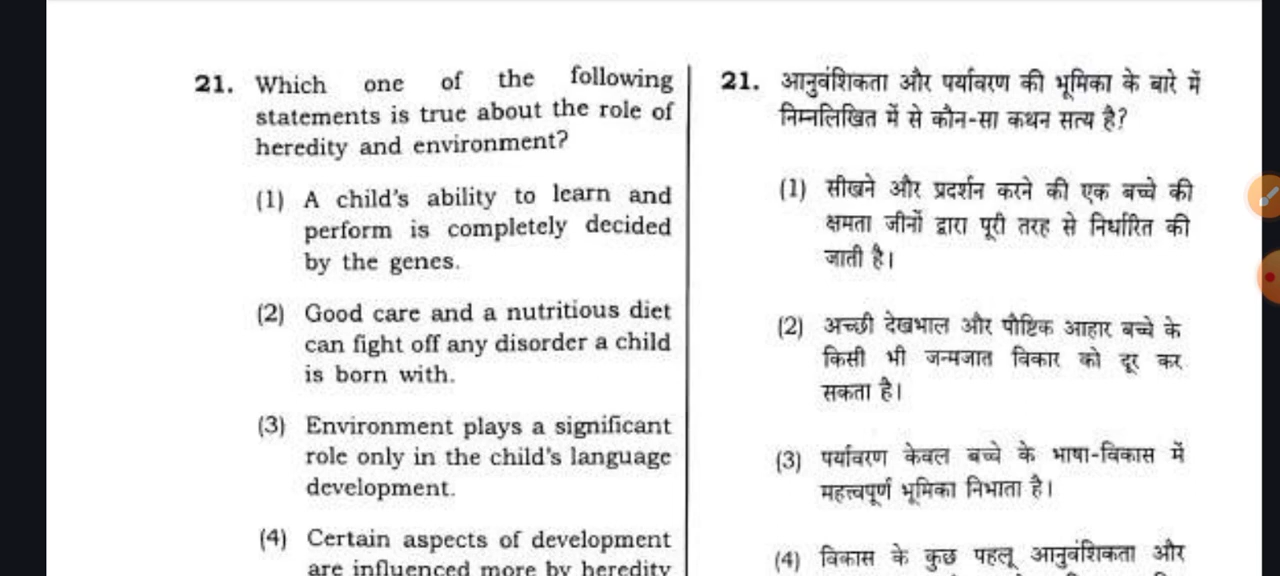 21. Which one of the following
statements is true about the role of
heredity and environment?
(1) A child's ability to learn and
perform is completely decided
by the genes.
(2) Good care and a nutritious diet
can fight off any disorder a child
is born with.
(3) Environment plays a significant
role only in the child's language
development.
(4) Certain aspects of development
are influenced more by heredity
21. आनुवंशिकता और पर्यावरण की भूमिका के बारे में
निम्नलिखित में से कौन-सा कथन सत्य है?
(1) सीखने और प्रदर्शन करने की एक बच्चे की
क्षमता जीनों द्वारा पूरी तरह से निर्धारित की
जाती है।
(2) अच्छी देखभाल और पौष्टिक आहार बच्चे के
किसी भी जन्मजात विकार को दूर कर
सकता है।
(3) पर्यावरण केवल बच्चे के भाषा-विकास में
महत्त्वपूर्ण भूमिका निभाता है।
(4) विकास के कुछ पहलू आनुवंशिकता और